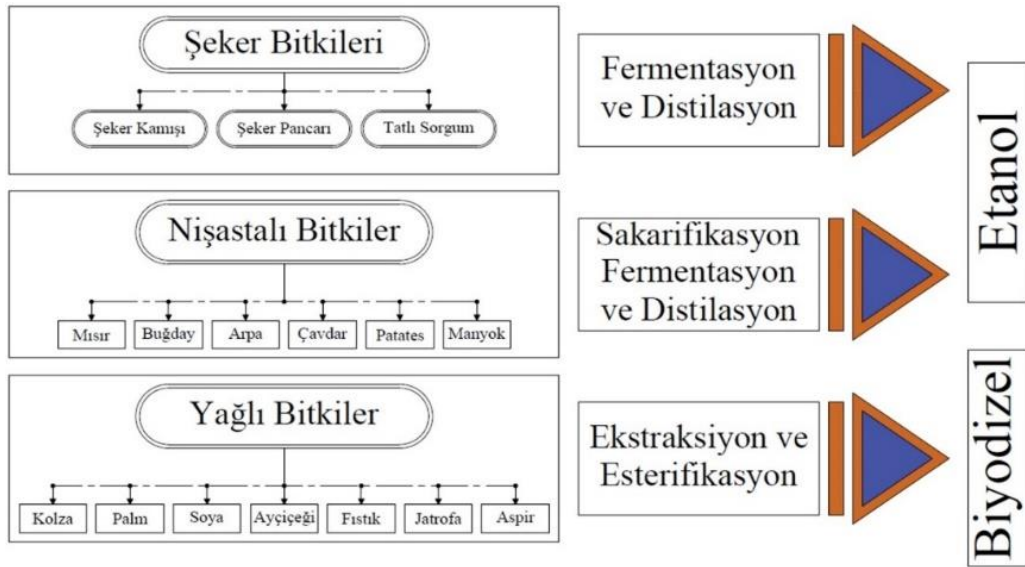 Şeker Bitkileri
Şeker Kamışı
Şeker Pancarı
Tatlı Sorgum
Fermentasyon
ve Distilasyon
Nişastalı Bitkiler
Mısır
Buğday
Arpa
Çavdar
Patates
Manyok
Sakarifikasyon
Fermentasyon
ve Distilasyon
Etanol
Yağlı Bitkiler
Kolza
Palm
Soya
Ayçiçeği
Fıstık
Jatrofa
Aspir
Ekstraksiyon ve
Esterifikasyon
Biyodizel